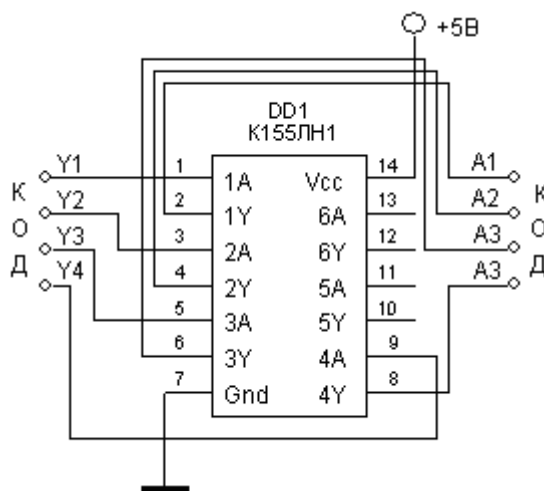 +5В
DD1
К155ЛН1
Y1 1 1A Vcc 14 A1
К Y2 2 1Y 6A 13 A2 К
О Y3 3 2A 6Y 12 A3 О
Д Y4 4 2Y 5A 11 A3 Д
5 3A 5Y 10
6 3Y 4A 9
7 Gnd 4Y 8